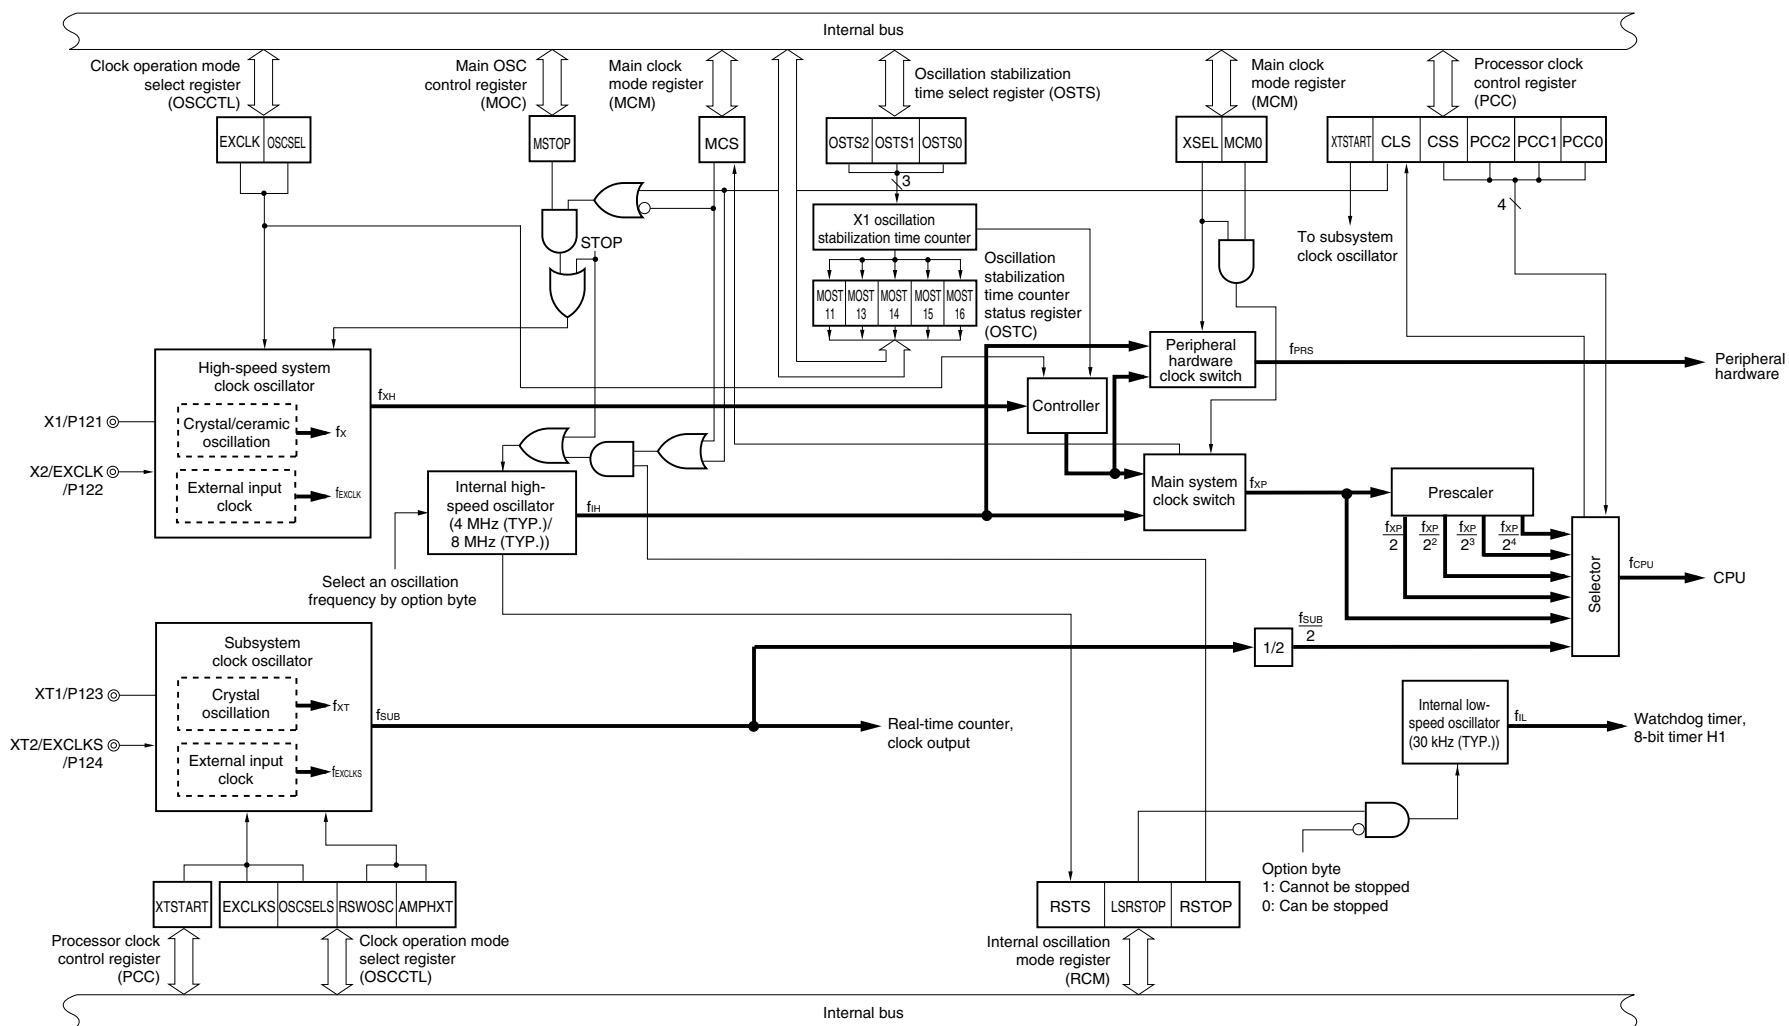 Internal bus
Clock operation mode
select register
(OSCCTL)
Main OSC
control register
(MOC)
Main clock
mode register
(MCM)
Oscillation stabilization
time select register (OSTS)
Main clock
mode register
(MCM)
Processor clock
control register
(PCC)
EXCLK OSCSEL
MSTOP
MCS
OSTS2 OSTS1 OSTS0
XSEL MCM0
XTSTART CLS CSS PCC2 PCC1 PCC0
3
4
X1 oscillation
stabilization time counter
STOP
To subsystem
clock oscillator
Oscillation
stabilization
time counter
status register
(OSTC)
MOST MOST MOST MOST MOST
11 13 14 15 16
High-speed system
clock oscillator
Crystal/ceramic
oscillation
fX
External input
clock
fEXCLK
X1/P121
X2/EXCLK
/P122
fXH
Controller
Peripheral
hardware
clock switch
fPRS
Peripheral
hardware
Internal high-
speed oscillator
(4 MHz (TYP.)/
8 MHz (TYP.))
fIH
Main system
clock switch
fXP
Prescaler
fXP fXP fXP fXP
2 2² 2³ 2⁴
Selector
fCPU
CPU
Select an oscillation
frequency by option byte
Subsystem
clock oscillator
Crystal
oscillation
fXT
External input
clock
fEXCLKS
XT1/P123
XT2/EXCLKS
/P124
fSUB
Real-time counter,
clock output
1/2
fSUB
2
Internal low-
speed oscillator
(30 kHz (TYP.))
fIL
Watchdog timer,
8-bit timer H1
Option byte
1: Cannot be stopped
0: Can be stopped
XTSTART
EXCLKS OSCSELS RSWOSC AMPHXT
RSTS LSRSTOP RSTOP
Processor clock
control register
(PCC)
Clock operation mode
select register
(OSCCTL)
Internal oscillation
mode register
(RCM)
Internal bus